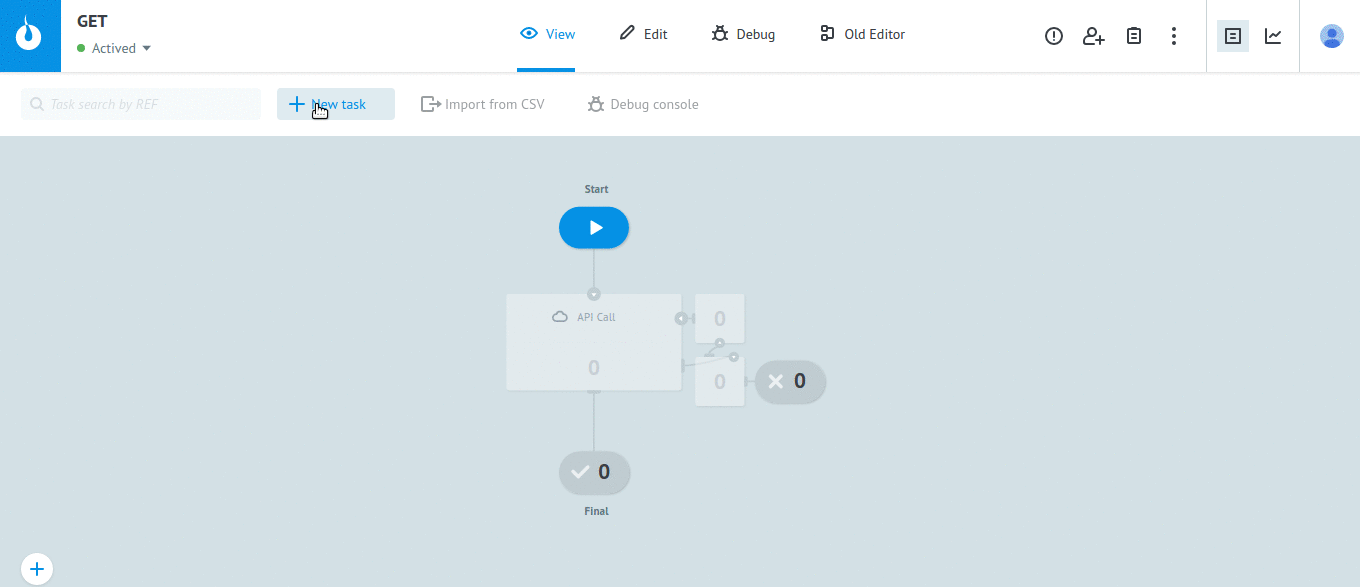 GET
Actived
View
Edit
Debug
Old Editor
Task search by REF
New task
Import from CSV
Debug console
Start
API Call
0
0
0
0
0
Final